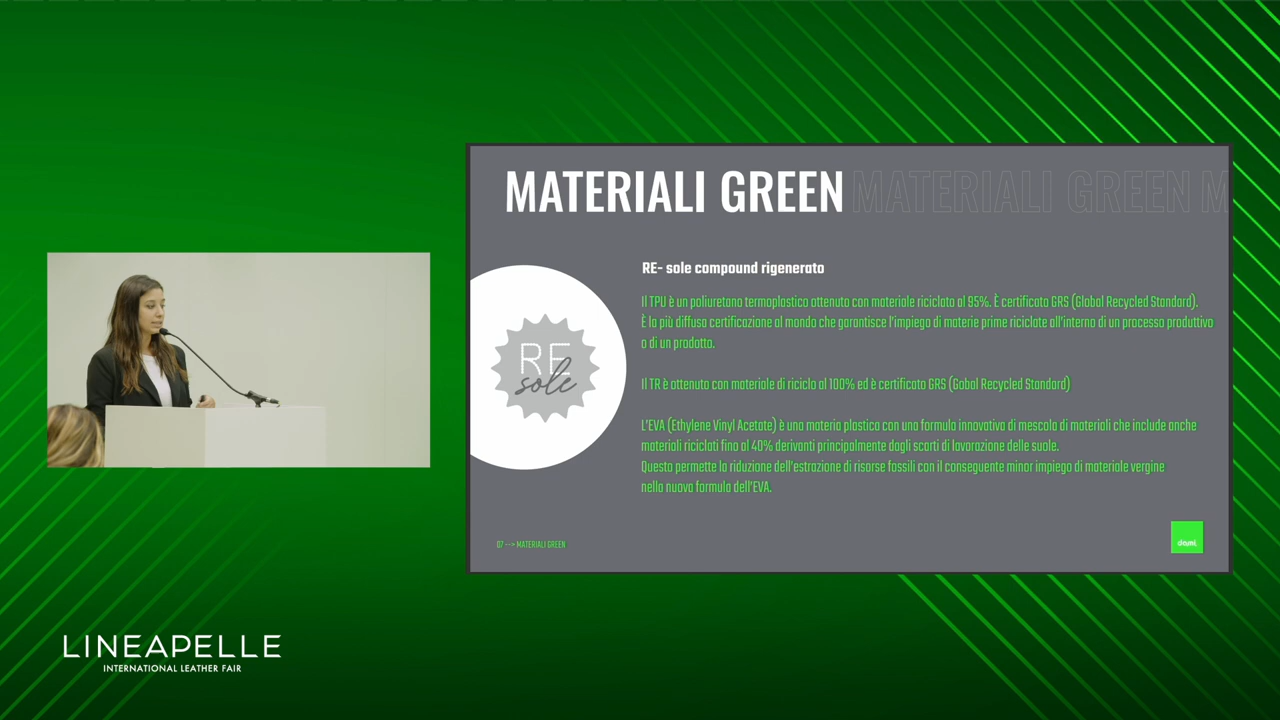 MATERIALI GREEN MATERIALI GREEN M
RE- sole compound rigenerato
Il TPU è un poliuretano termoplastico ottenuto con materiale riciclato al 95%. È certificato GRS (Global Recycled Standard).
È la più diffusa certificazione al mondo che garantisce l'impiego di materie prime riciclate all'interno di un processo produttivo
o di un prodotto.
Il TR è ottenuto con materiale di riciclo al 100% ed è certificato GRS (Gobal Recycled Standard)
L'EVA (Ethylene Vinyl Acetate) è una materia plastica con una formula innovativa di mescola di materiali che include anche
materiali riciclati fino al 40% derivanti principalmente dagli scarti di lavorazione delle suole.
Questo permette la riduzione dell'estrazione di risorse fossili con il conseguente minor impiego di materiale vergine
nella nuova formula dell'EVA.
RE
sole
07 --> MATERIALI GREEN
dami.
LINEAPELLE
INTERNATIONAL LEATHER FAIR